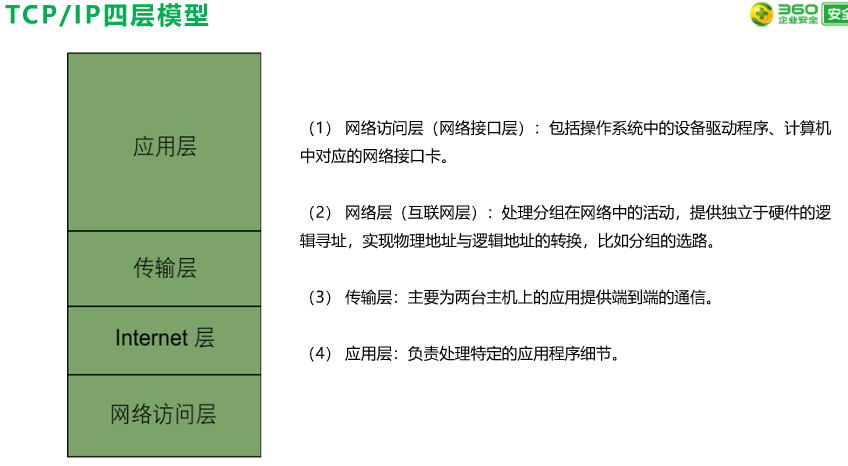 TCP/IP四层模型
360
企业安全
安全
应用层
传输层
Internet 层
网络访问层
（1） 网络访问层（网络接口层）：包括操作系统中的设备驱动程序、计算机
中对应的网络接口卡。
（2） 网络层（互联网层）：处理分组在网络中的活动，提供独立于硬件的逻
辑寻址，实现物理地址与逻辑地址的转换，比如分组的选路。
（3） 传输层：主要为两台主机上的应用提供端到端的通信。
（4） 应用层：负责处理特定的应用程序细节。